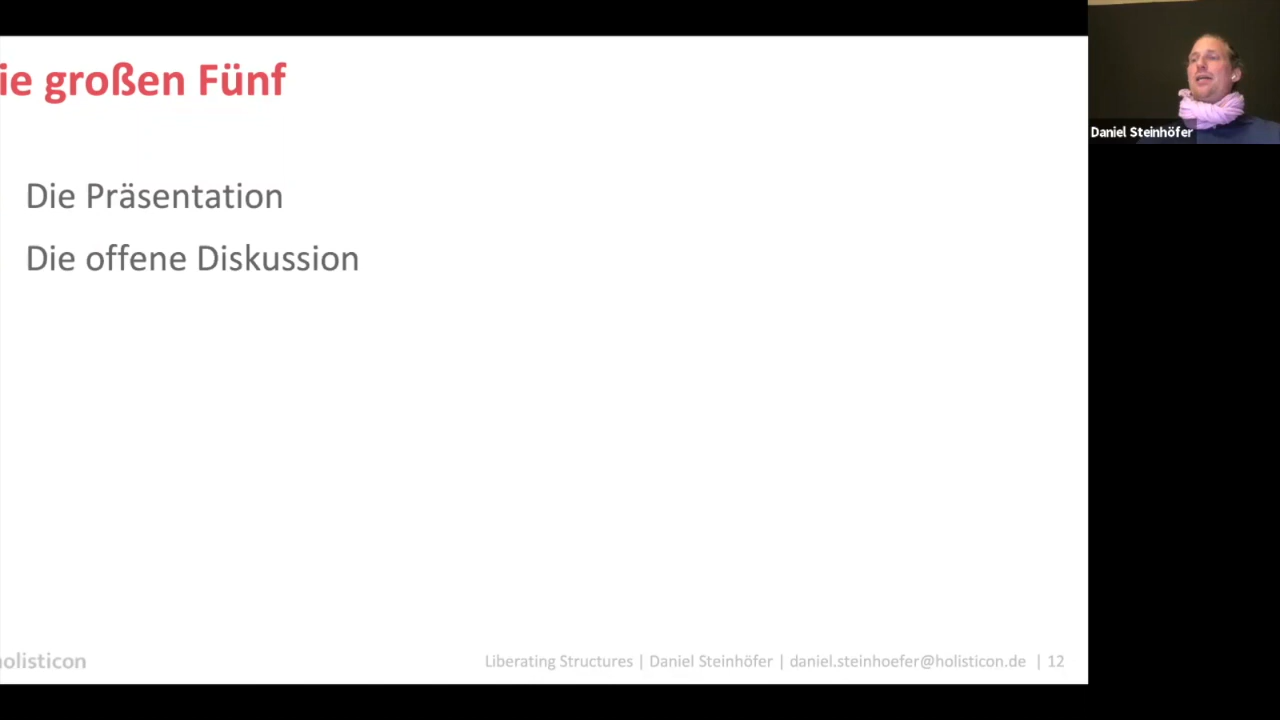 ie großen Fünf
Die Präsentation
Die offene Diskussion
olisticon
Liberating Structures | Daniel Steinhöfer | daniel.steinhoefer@holisticon.de | 12
Daniel Steinhöfer